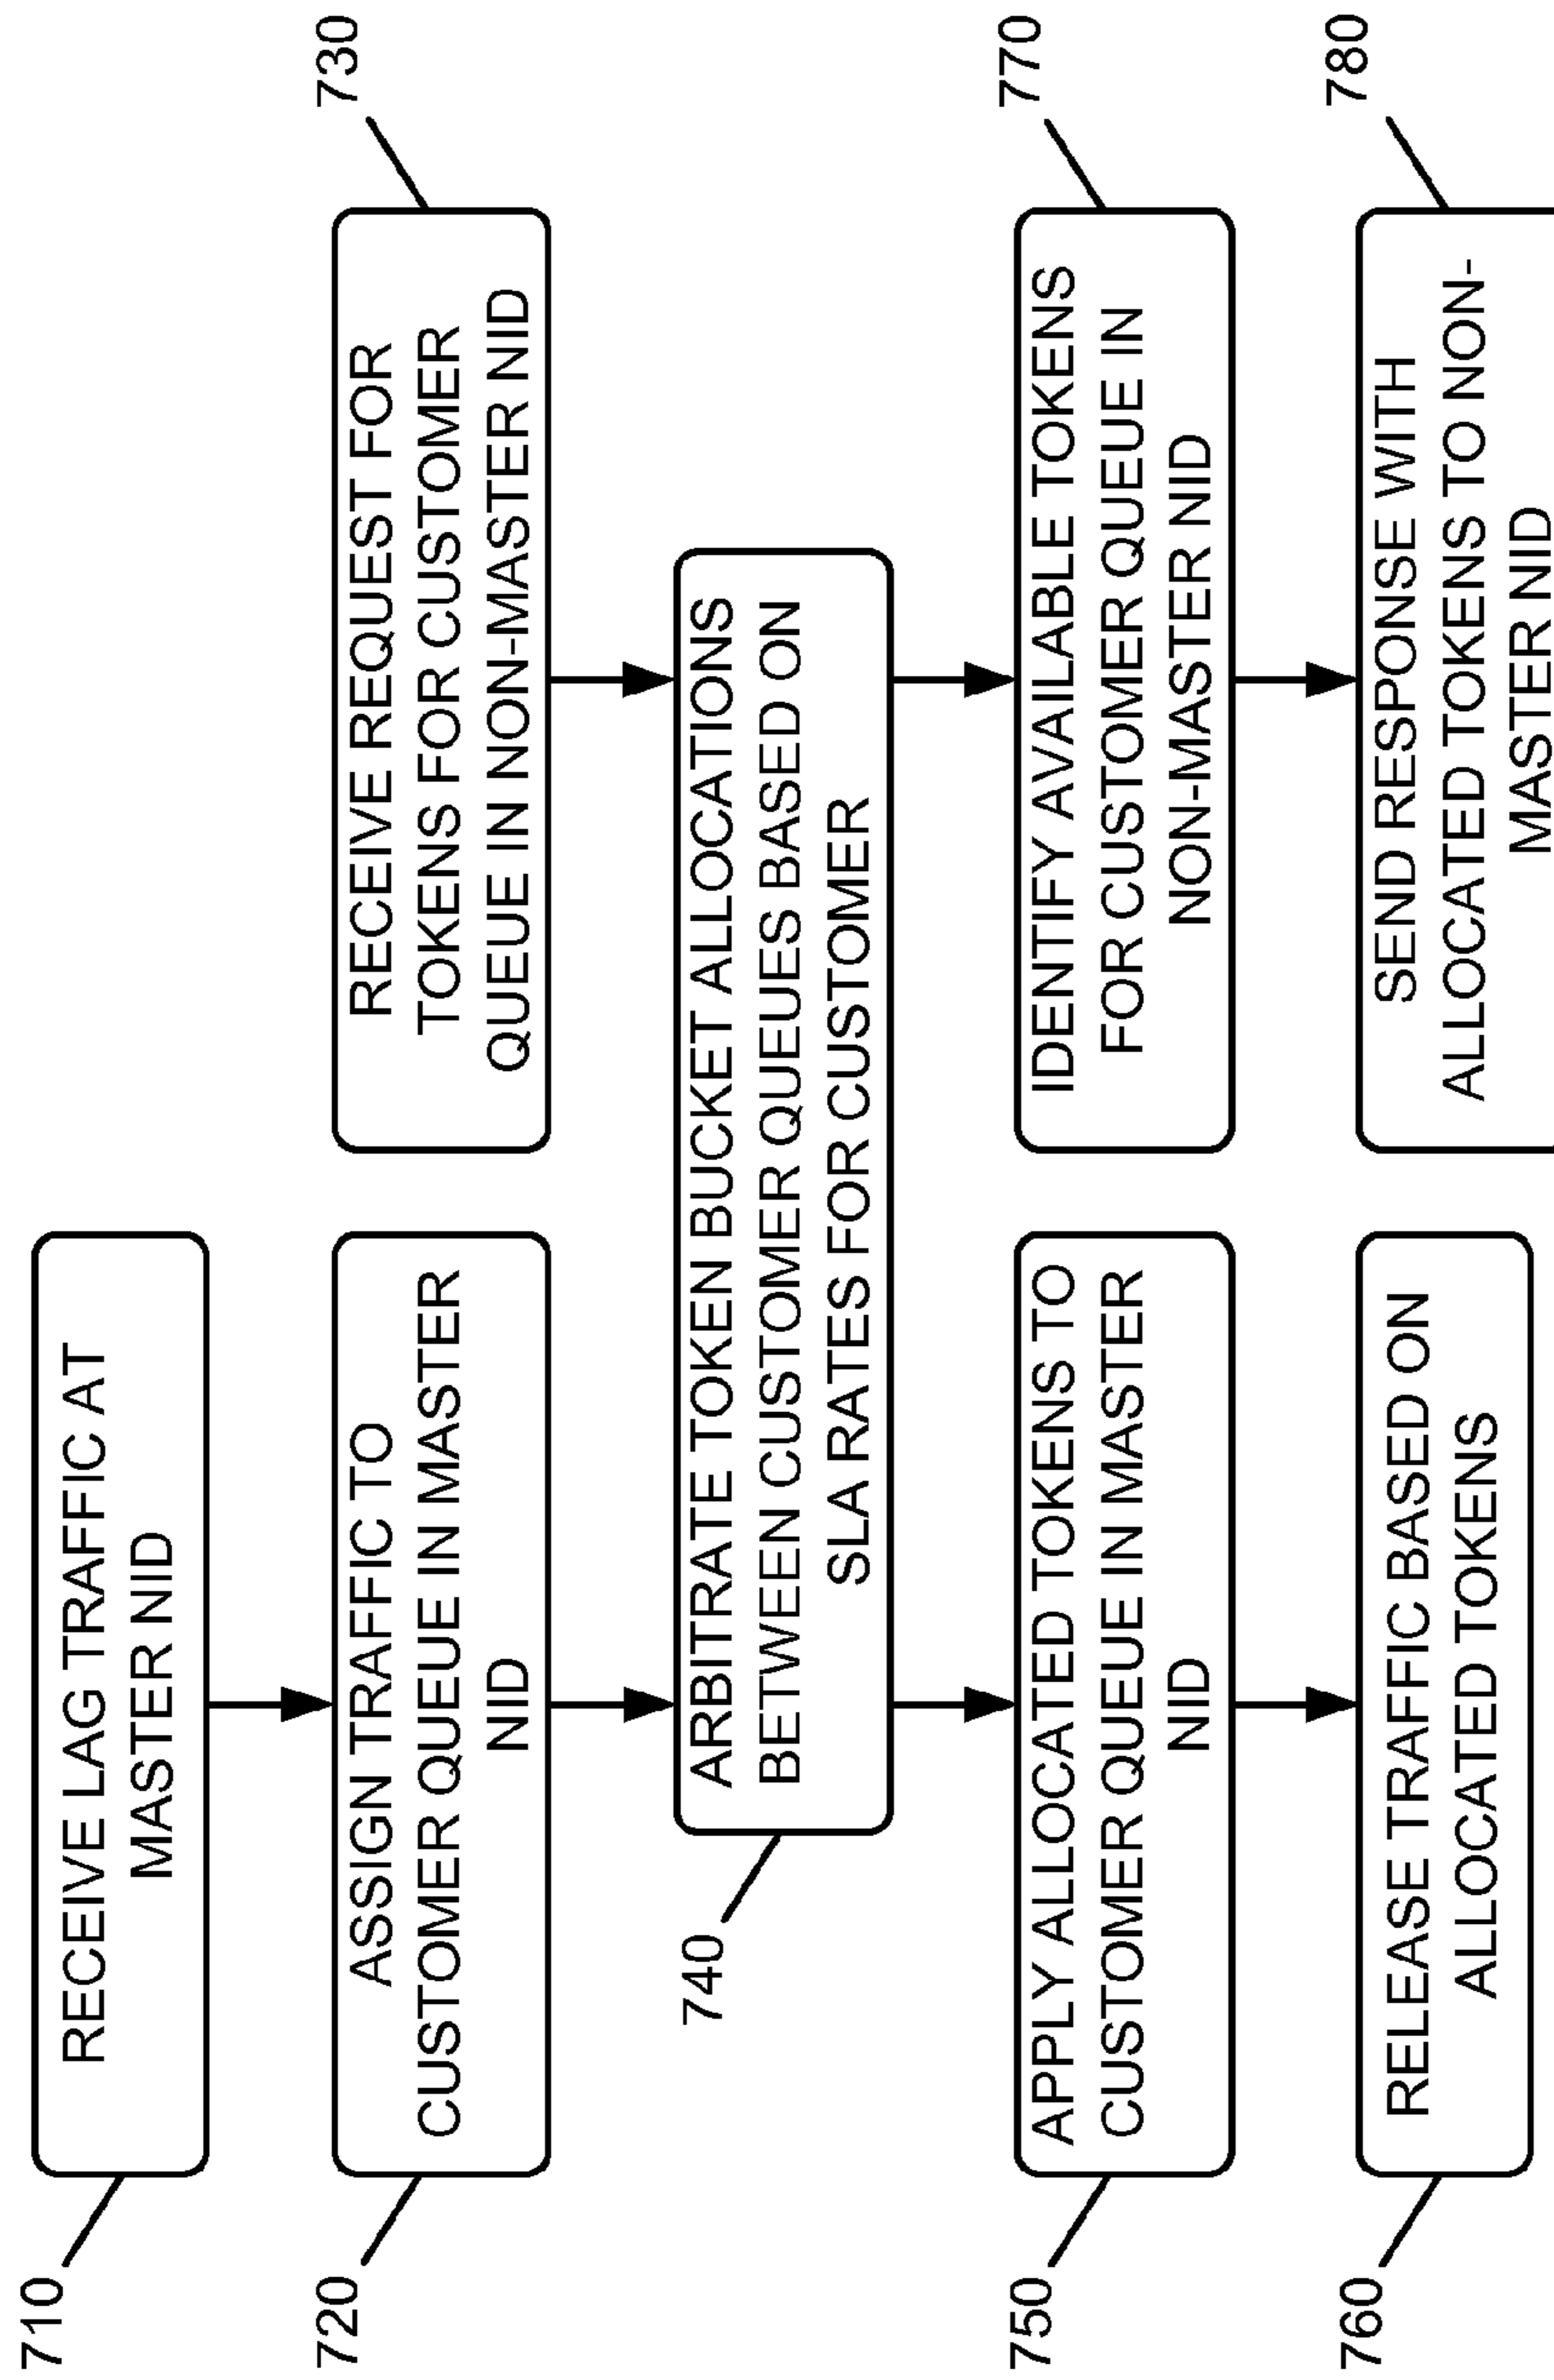 710
RECEIVE LAG TRAFFIC AT
MASTER NID
720
ASSIGN TRAFFIC TO
CUSTOMER QUEUE IN MASTER
NID
730
RECEIVE REQUEST FOR
TOKENS FOR CUSTOMER
QUEUE IN NON-MASTER NID
740
ARBITRATE TOKEN BUCKET ALLOCATIONS
BETWEEN CUSTOMER QUEUES BASED ON
SLA RATES FOR CUSTOMER
750
APPLY ALLOCATED TOKENS TO
CUSTOMER QUEUE IN MASTER
NID
760
RELEASE TRAFFIC BASED ON
ALLOCATED TOKENS
770
IDENTIFY AVAILABLE TOKENS
FOR CUSTOMER QUEUE IN
NON-MASTER NID
780
SEND RESPONSE WITH
ALLOCATED TOKENS TO NON-
MASTER NID